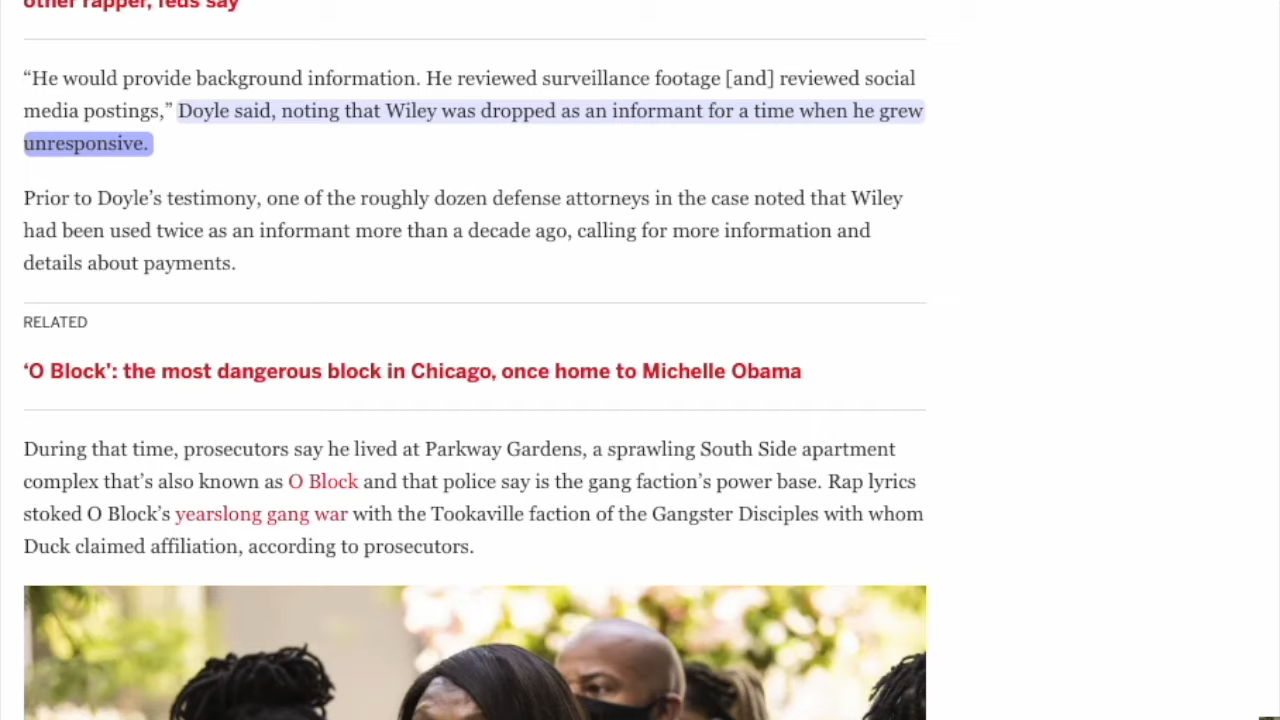 other rapper, feds say
“He would provide background information. He reviewed surveillance footage [and] reviewed social
media postings,” Doyle said, noting that Wiley was dropped as an informant for a time when he grew
unresponsive.
Prior to Doyle’s testimony, one of the roughly dozen defense attorneys in the case noted that Wiley
had been used twice as an informant more than a decade ago, calling for more information and
details about payments.
RELATED
‘O Block’: the most dangerous block in Chicago, once home to Michelle Obama
During that time, prosecutors say he lived at Parkway Gardens, a sprawling South Side apartment
complex that’s also known as O Block and that police say is the gang faction’s power base. Rap lyrics
stoked O Block’s yearslong gang war with the Tookaville faction of the Gangster Disciples with whom
Duck claimed affiliation, according to prosecutors.